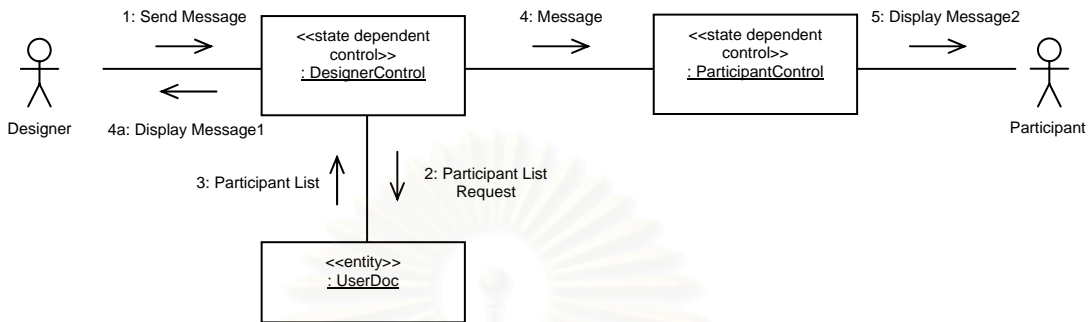 1: Send Message
4: Message
5: Display Message2
<<state dependent
control>>
: DesignerControl
<<state dependent
control>>
: ParticipantControl
Designer
4a: Display Message1
Participant
3: Participant List
2: Participant List
Request
<<entity>>
: UserDoc